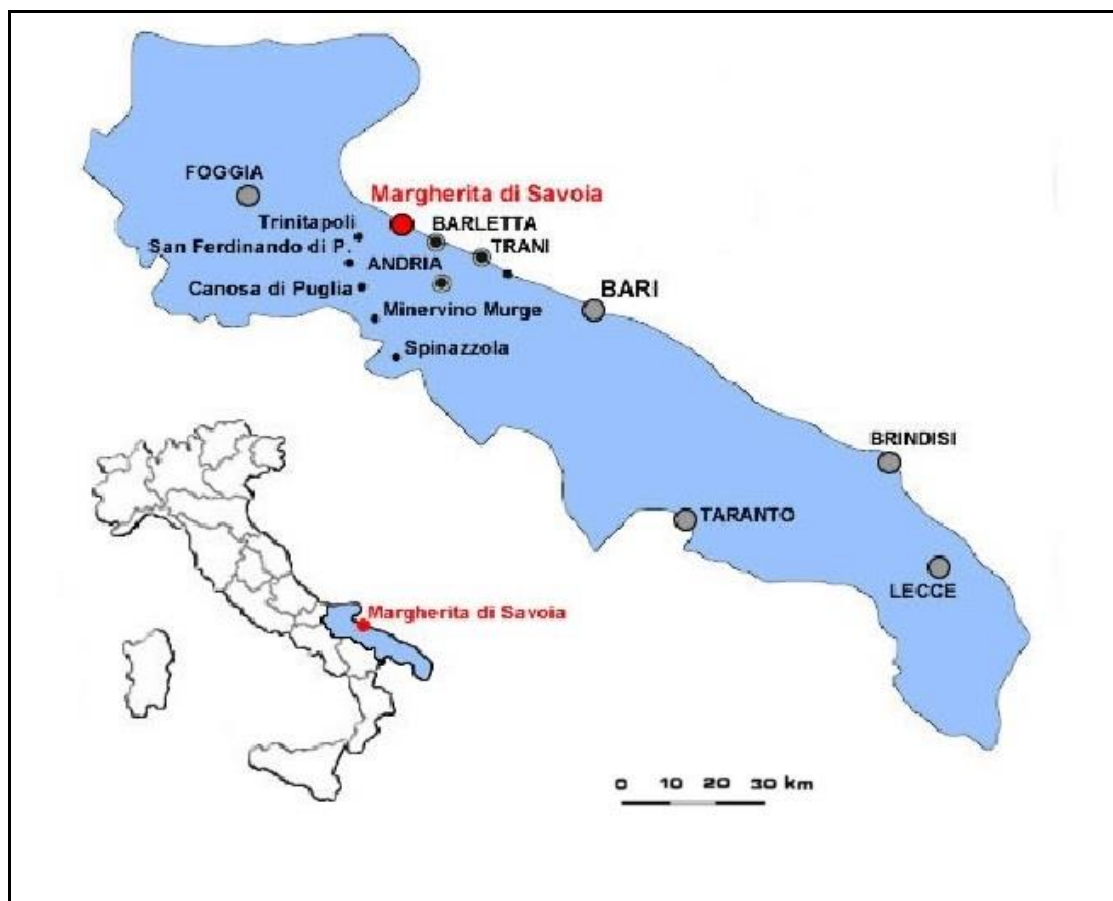 FOGGIA
Margherita di Savoia
Trinitapoli
BARLETTA
San Ferdinando di P.
TRANI
ANDRIA
Canosa di Puglia
BARI
Minervino Murge
Spinazzola
BRINDISI
TARANTO
LECCE
Margherita di Savoia
0 10 20 30 km